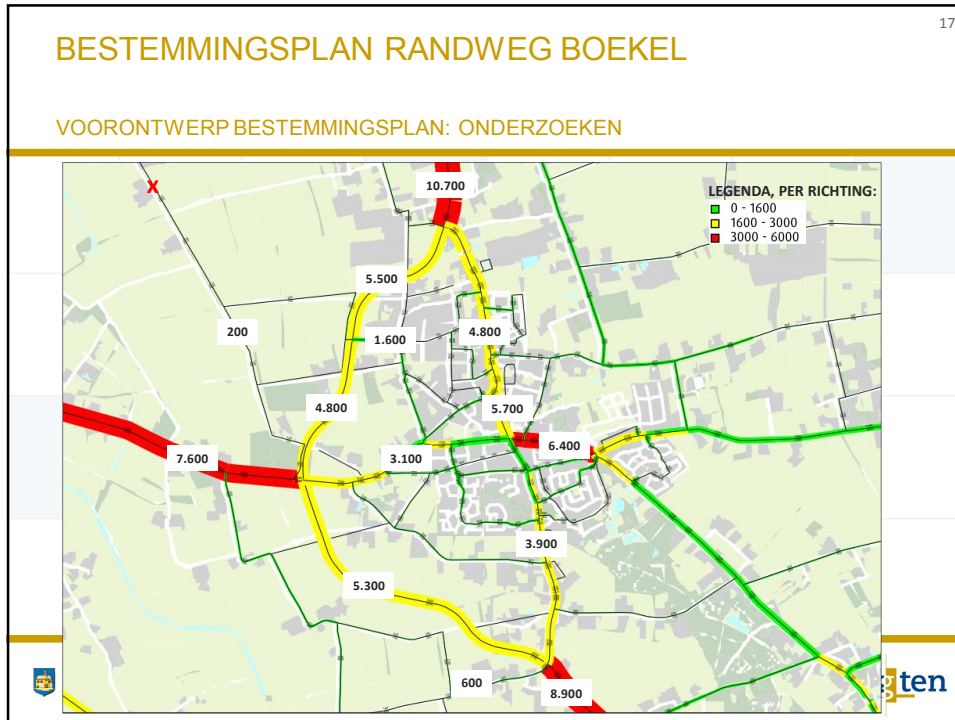 17
BESTEMMINGSPLAN RANDWEG BOEKEL
VOORONTWERP BESTEMMINGSPLAN: ONDERZOEKEN
X
10.700
LEGENDA, PER RICHTING:
0 - 1600
1600 - 3000
3000 - 6000
5.500
200
1.600
4.800
4.800
5.700
7.600
3.100
6.400
3.900
5.300
600
8.900
gten